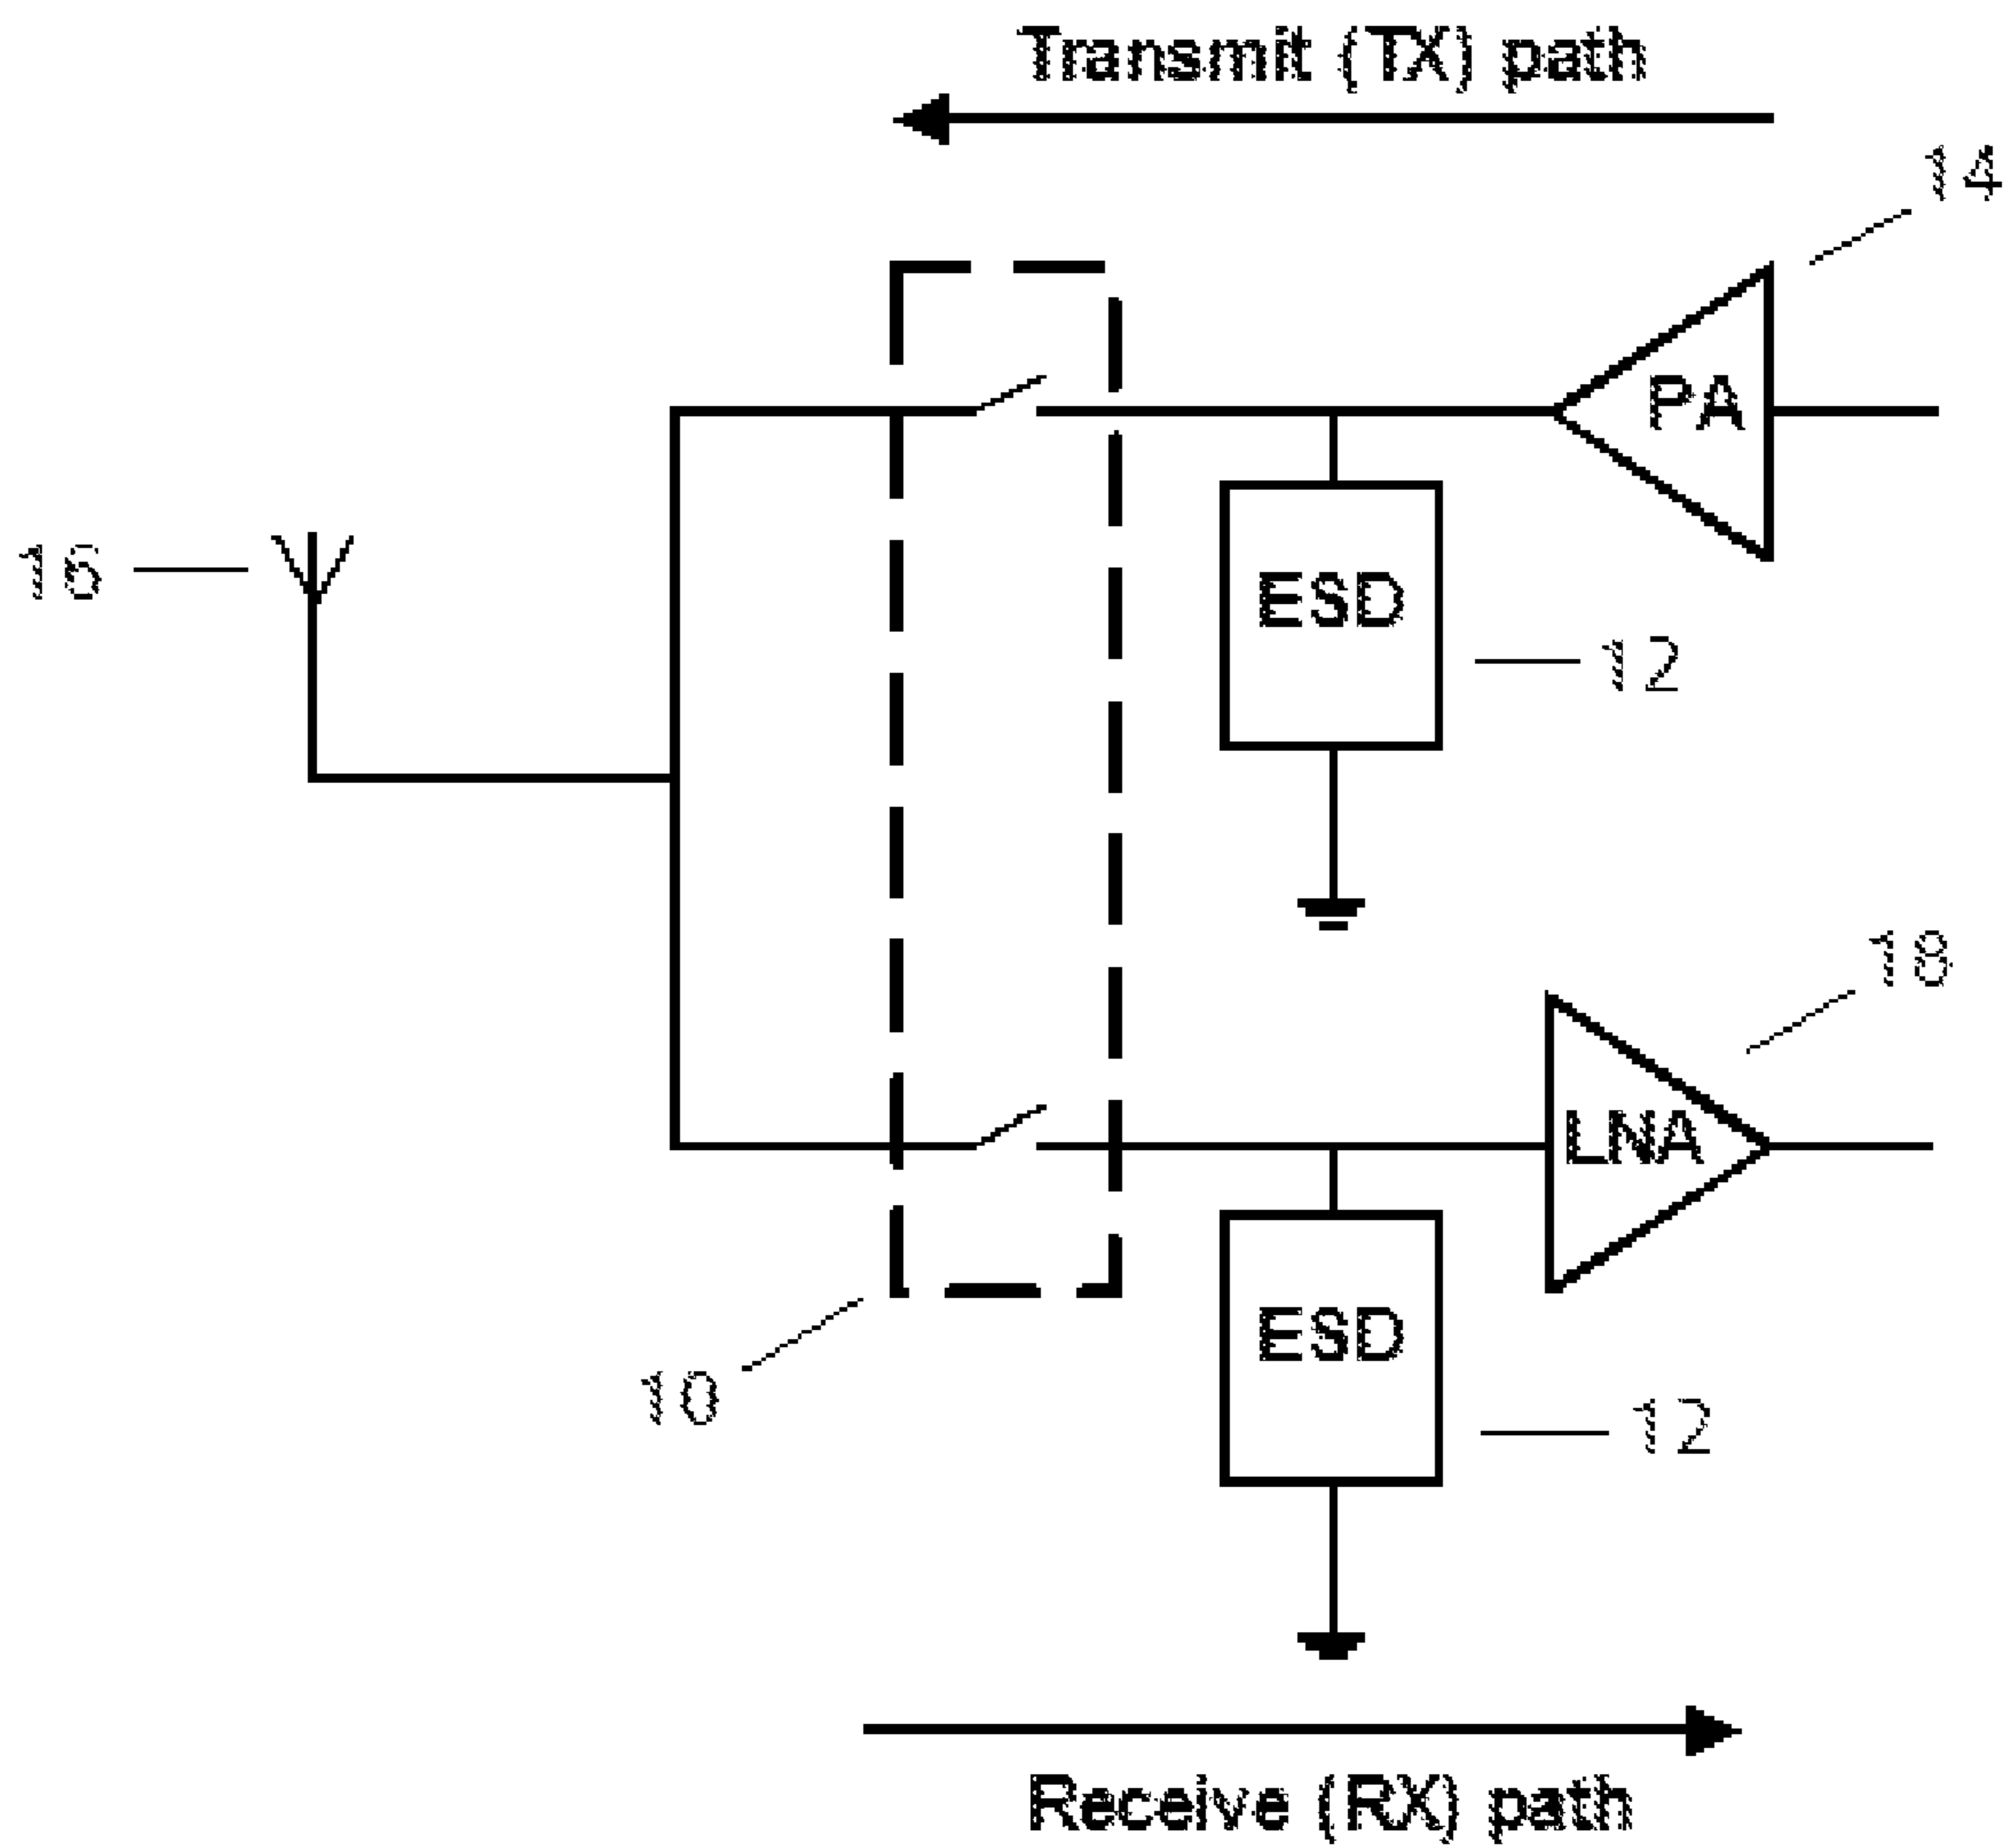 Transmit (TX) path
14
PA
16
ESD
12
18
LNA
ESD
10
12
Receive (RX) path